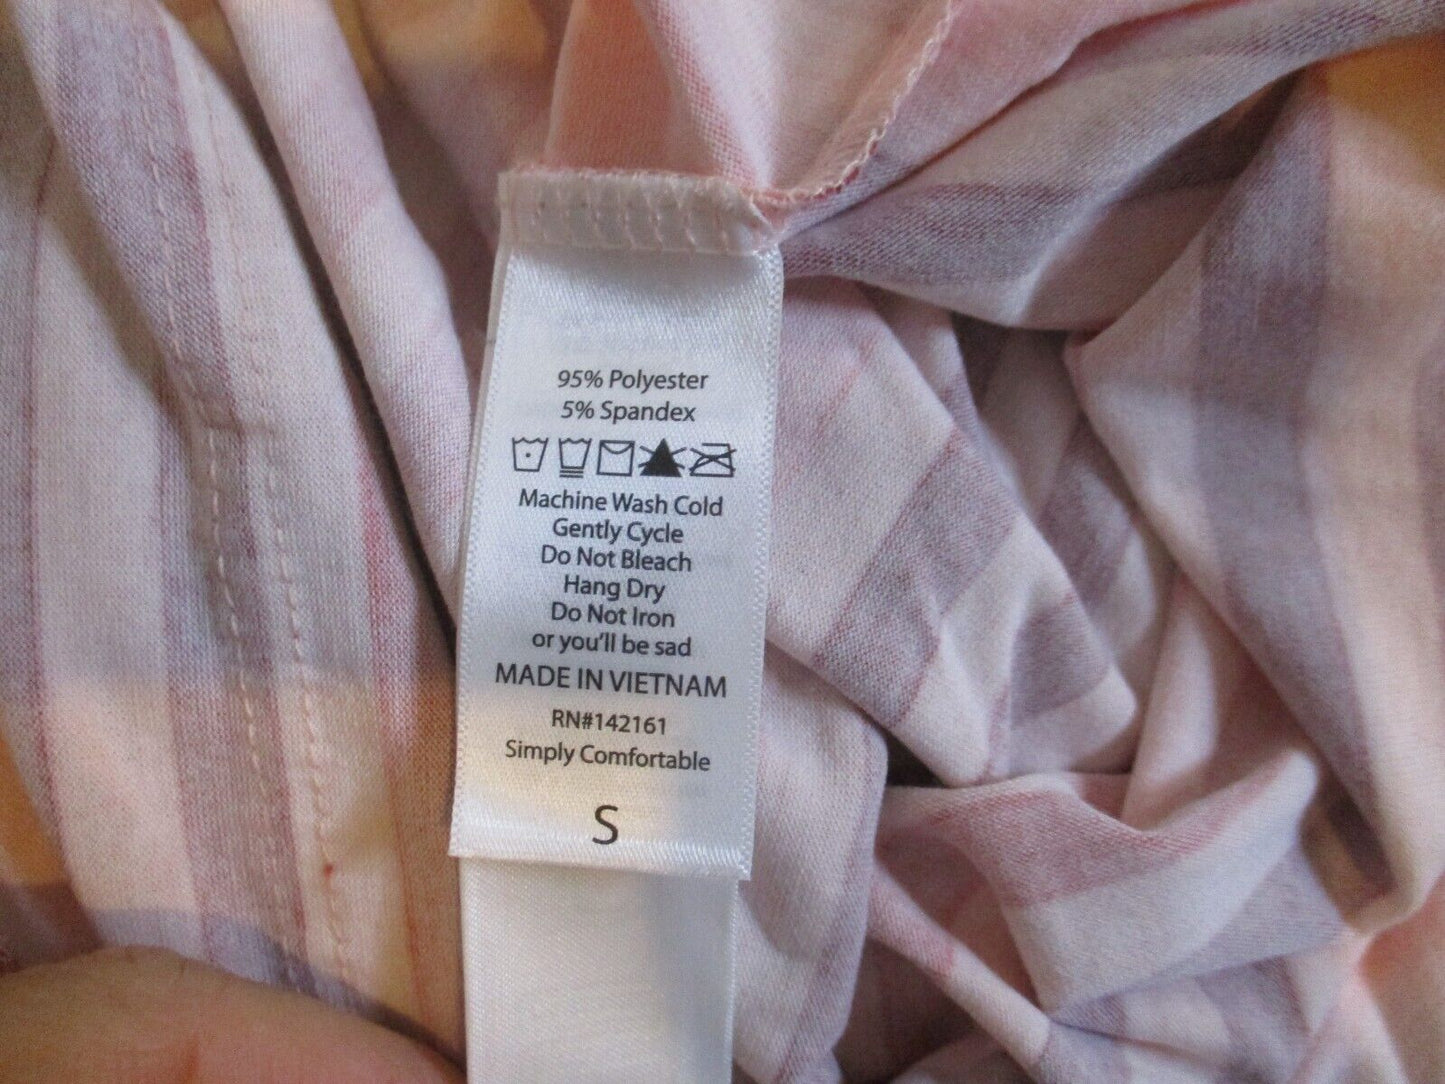 95% Polyester
5% Spandex
Machine Wash Cold
Gently Cycle
Do Not Bleach
Hang Dry
Do Not Iron
or you'll be sad
MADE IN VIETNAM
RN#142161
Simply Comfortable
S